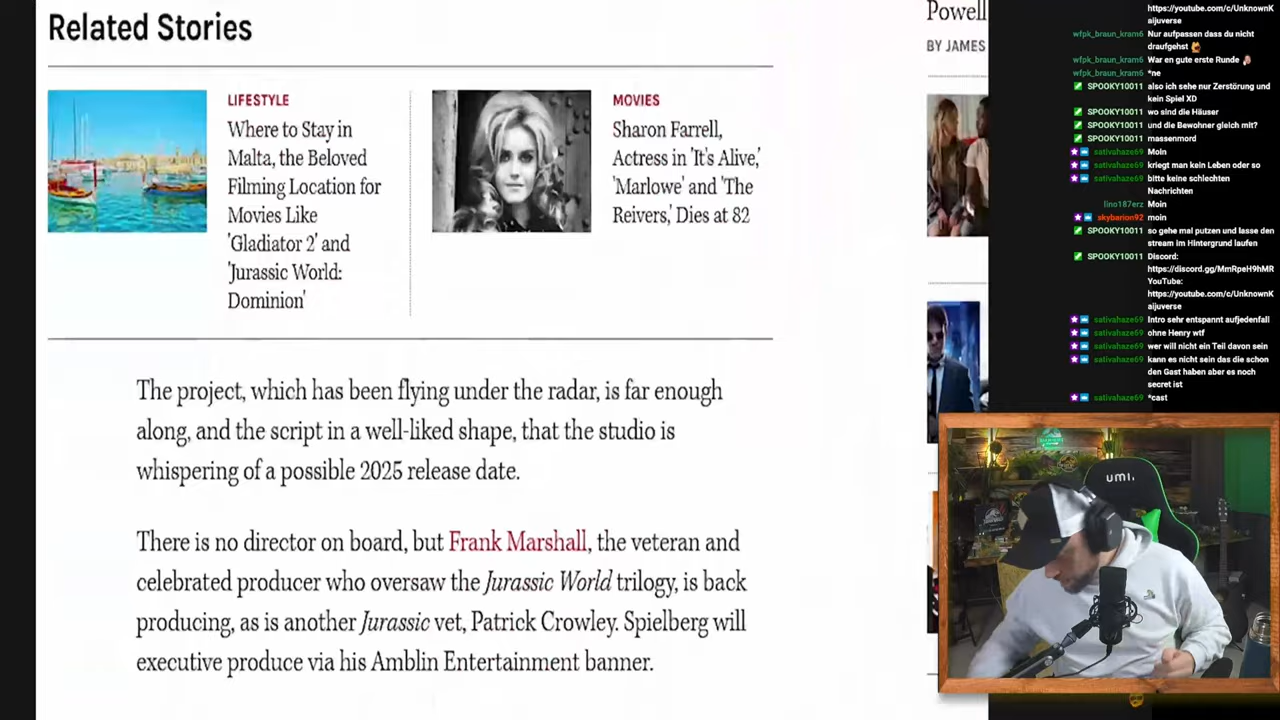 Related Stories
LIFESTYLE
Where to Stay in
Malta, the Beloved
Filming Location for
Movies Like
'Gladiator 2' and
'Jurassic World:
Dominion'
MOVIES
Sharon Farrell,
Actress in 'It's Alive,'
'Marlowe' and 'The
Reivers,' Dies at 82
The project, which has been flying under the radar, is far enough
along, and the script in a well-liked shape, that the studio is
whispering of a possible 2025 release date.
There is no director on board, but Frank Marshall, the veteran and
celebrated producer who oversaw the Jurassic World trilogy, is back
producing, as is another Jurassic vet, Patrick Crowley. Spielberg will
executive produce via his Amblin Entertainment banner.
Powell
BY JAMES
https://youtube.com/c/UnknownK
aijuverse
wfpk_braun_kram6 Nur aufpassen dass du nicht
draufgehst
wfpk_braun_kram6 War en gute erste Runde
wfpk_braun_kram6 *ne
SPOOKY10011 also ich sehe nur Zerstörung und
kein Spiel XD
SPOOKY10011 wo sind die Häuser
SPOOKY10011 und die Bewohner gleich mit?
SPOOKY10011 massenmord
sativahaze69 Moin
sativahaze69 kriegt man kein Leben oder so
sativahaze69 bitte keine schlechten
Nachrichten
lino187erz Moin
skybarion92 moin
SPOOKY10011 so gehe mal putzen und lasse den
stream im Hintergrund laufen
SPOOKY10011 Discord:
https://discord.gg/MmRpeH9hMR
YouTube:
https://youtube.com/c/UnknownK
aijuverse
sativahaze69 Intro sehr entspannt aufjedenfall
sativahaze69 ohne Henry wtf
sativahaze69 wer will nicht ein Teil davon sein
sativahaze69 kann es nicht sein das die schon
den Gast haben aber es noch
secret ist
sativahaze69 *cast
umi.